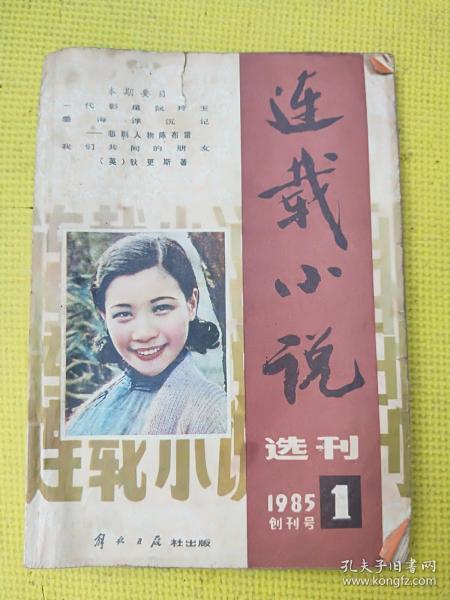 本期要目
一代影星阮玲玉
墨海浮沉记
——悲剧人物陈布雷
我们共同的朋友
(英)狄更斯著
连载小说
选刊
1985
创刊号
1
解放日报社出版
孔夫子旧书网
www.kongfz.com